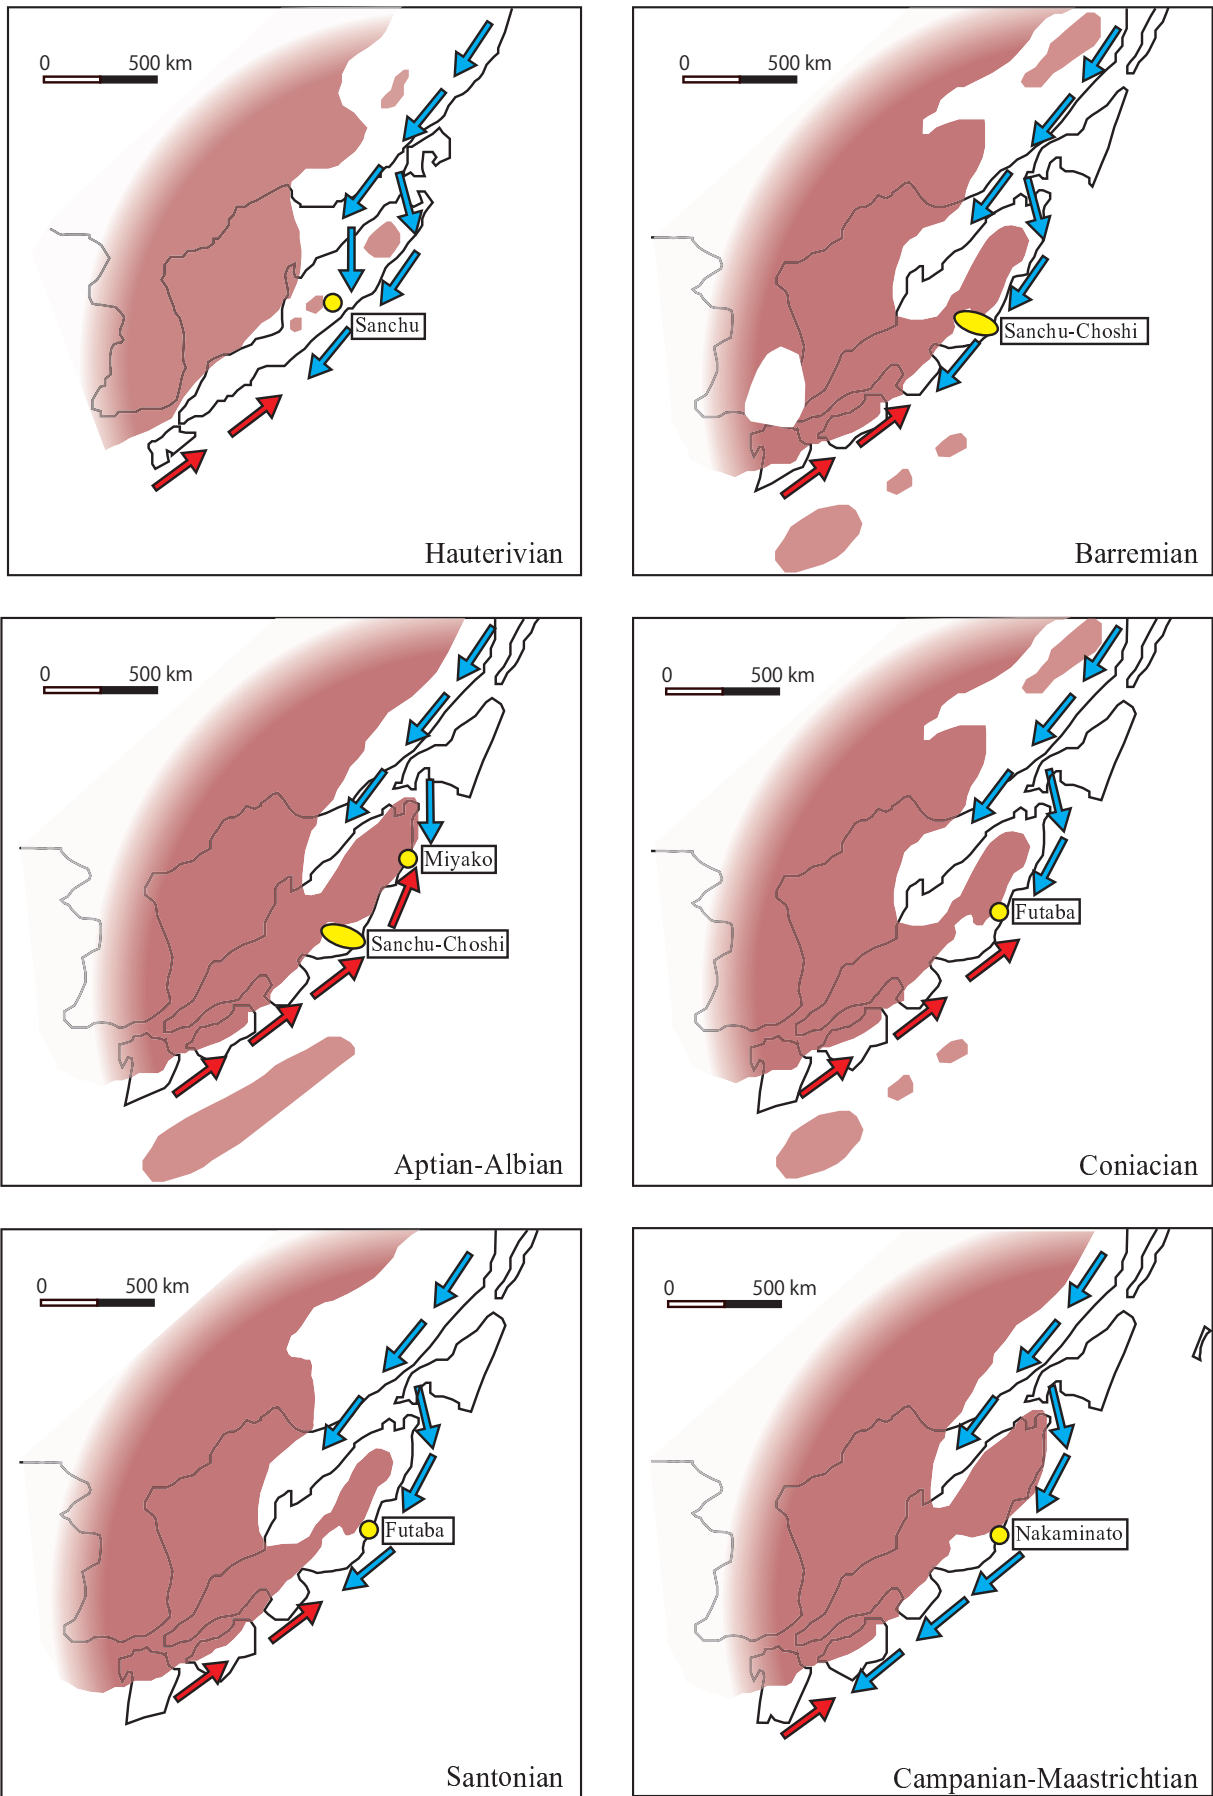 0 500 km
Sanchu
Hauterivian
0 500 km
Sanchu-Choshi
Barremian
0 500 km
Miyako
Sanchu-Choshi
Aptian-Albian
0 500 km
Futaba
Coniacian
0 500 km
Futaba
Santonian
0 500 km
Nakaminato
Campanian-Maastrichtian